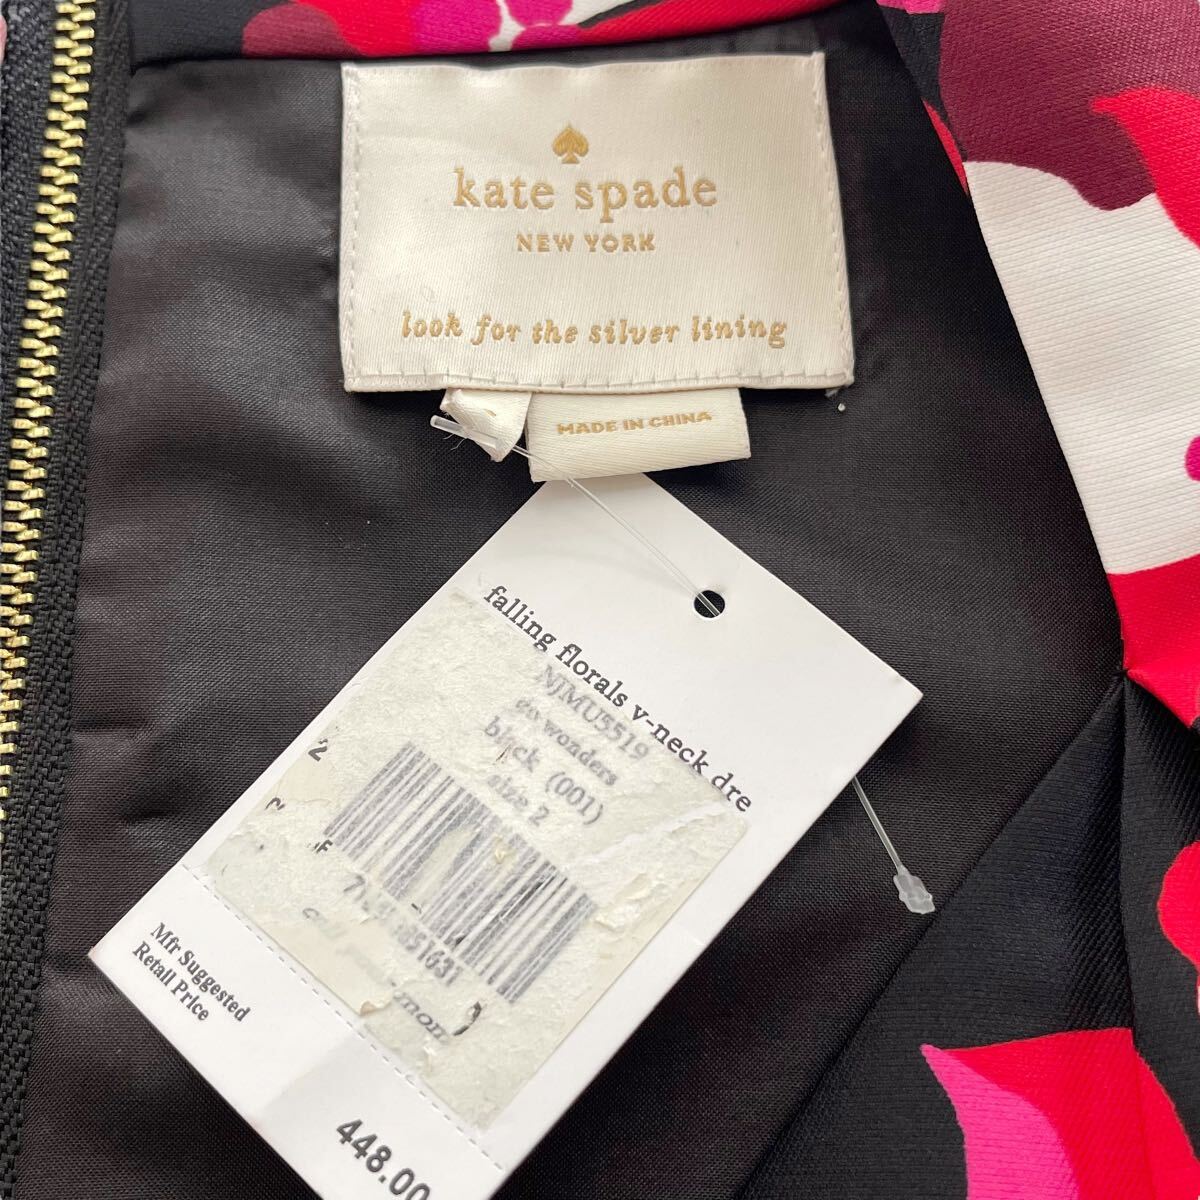 kate spade
NEW YORK
look for the silver lining
MADE IN CHINA
falling florals v-neck dre
NJMU5519
go wonders
black (001)
size 2
2
Mfr Suggested
Retail Price
448.00